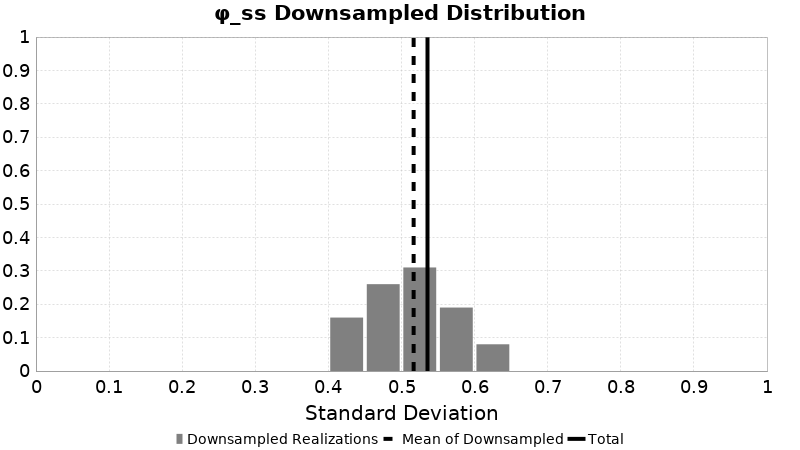 φ_ss Downsampled Distribution
1
0.9
0.8
0.7
0.6
0.5
0.4
0.3
0.2
0.1
0
0 0.1 0.2 0.3 0.4 0.5 0.6 0.7 0.8 0.9 1
Standard Deviation
Downsampled Realizations Mean of Downsampled Total